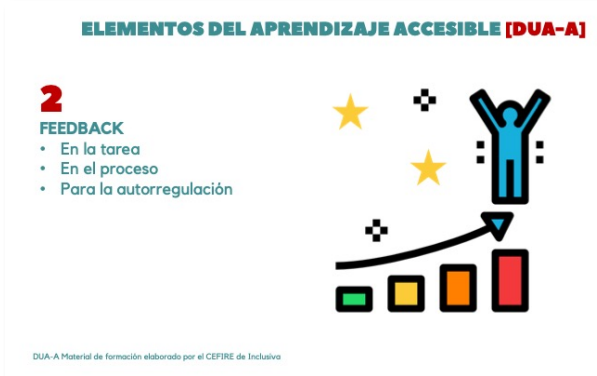 ELEMENTOS DEL APRENDIZAJE ACCESIBLE [DUA-A]
2
FEEDBACK
• En la tarea
• En el proceso
• Para la autorregulación
DUA-A Material de formación elaborado por el CEFIRE de Inclusiva